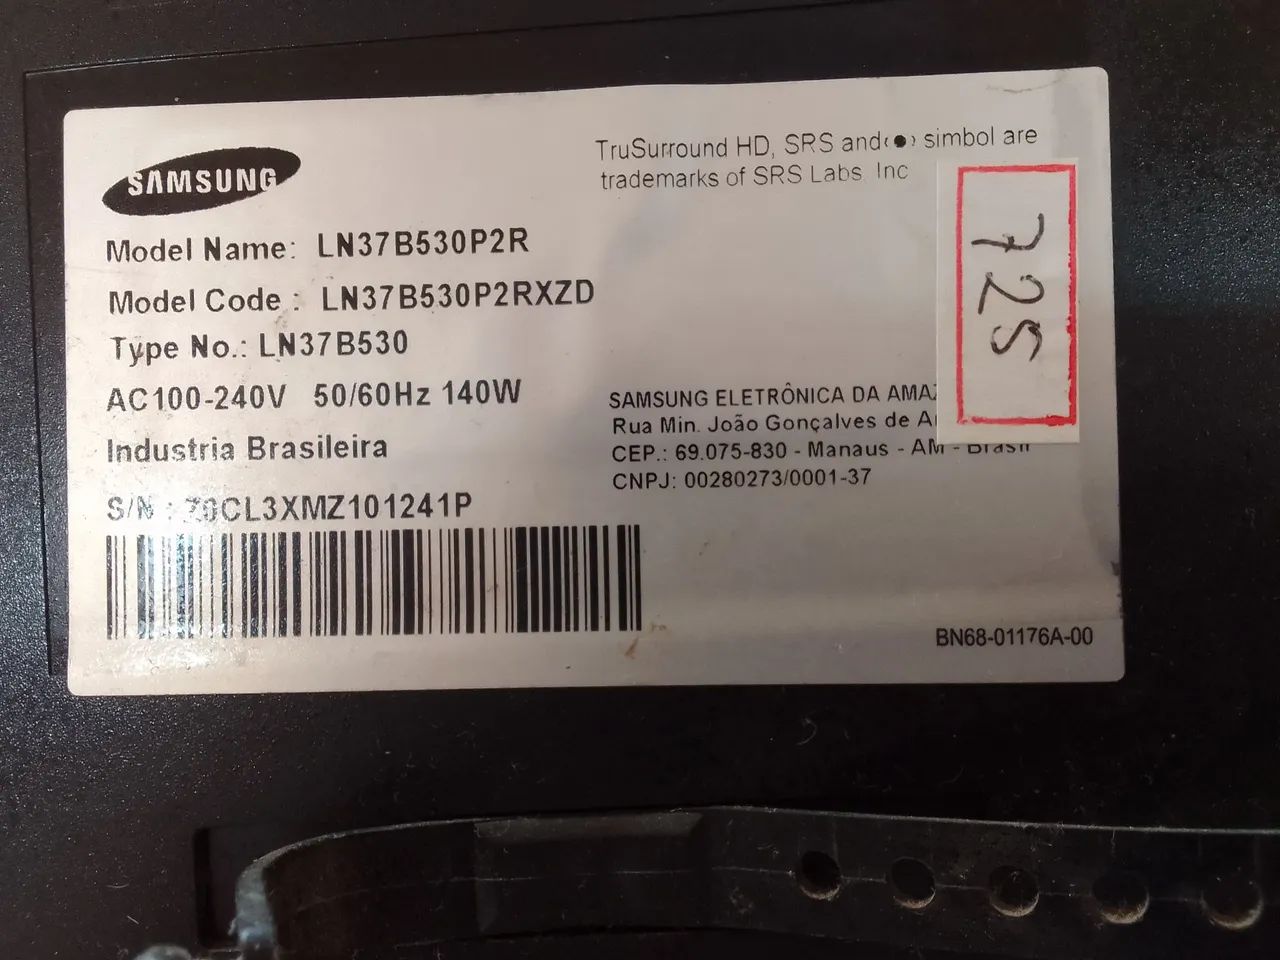 SAMSUNG
TruSurround HD, SRS and (●) simbol are
trademarks of SRS Labs. Inc
Model Name: LN37B530P2R
Model Code : LN37B530P2RXZD
Type No.: LN37B530
AC100-240V 50/60Hz 140W
Industria Brasileira
S/N :
SAMSUNG ELETRÔNICA DA
Rua Min. João Gonçalves de
CEP.: 69.075-830 - Manaus - AM - Brasil
CNPJ: 00280273/0001-37
BN68-01176A-00
725